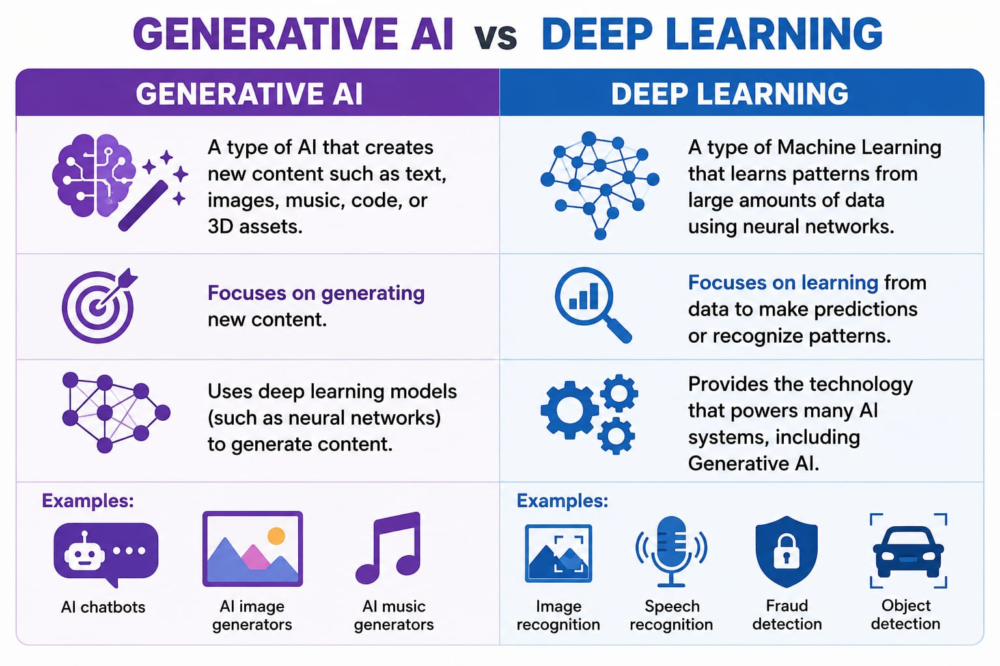 GENERATIVE AI vs DEEP LEARNING
GENERATIVE AI
A type of AI that creates
new content such as text,
images, music, code, or
3D assets.
Focuses on generating
new content.
Uses deep learning models
(such as neural networks)
to generate content.
Examples:
AI chatbots
AI image
generators
AI music
generators
DEEP LEARNING
A type of Machine Learning
that learns patterns from
large amounts of data
using neural networks.
Focuses on learning from
data to make predictions
or recognize patterns.
Provides the technology
that powers many AI
systems, including
Generative AI.
Examples:
Image
recognition
Speech
recognition
Fraud
detection
Object
detection